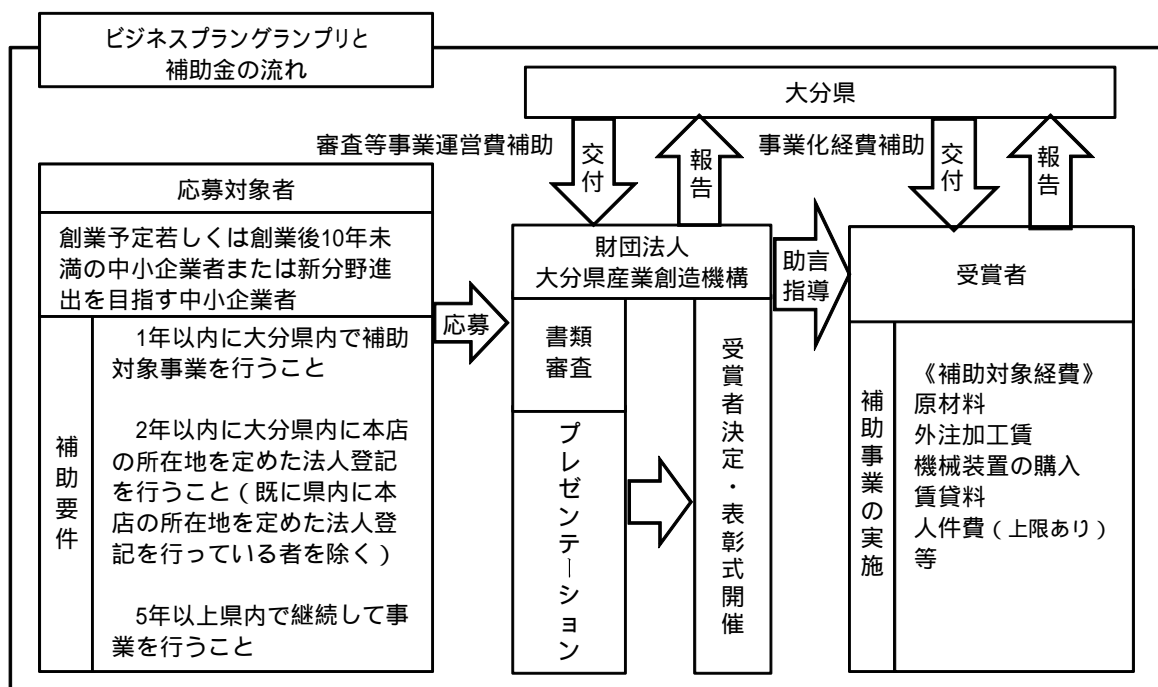 ビジネスプラングランプリと
補助金の流れ
大分県
審査等事業運営費補助
交付
報告
事業化経費補助
交付
報告
応募対象者
創業予定若しくは創業後10年未
満の中小企業者または新分野進
出を目指す中小企業者
補助要件
1年以内に大分県内で補助
対象事業を行うこと
2年以内に大分県内に本店
の所在地を定めた法人登記
を行うこと（既に県内に本
店の所在地を定めた法人登
記を行っている者を除く）
5年以上県内で継続して事
業を行うこと
応募
財団法人
大分県産業創造機構
書類
審査
プレゼンテーション
受賞者決定・表彰式開催
助言
指導
受賞者
補助事業の実施
《補助対象経費》
原材料
外注加工賃
機械装置の購入
賃貸料
人件費（上限あり）
等